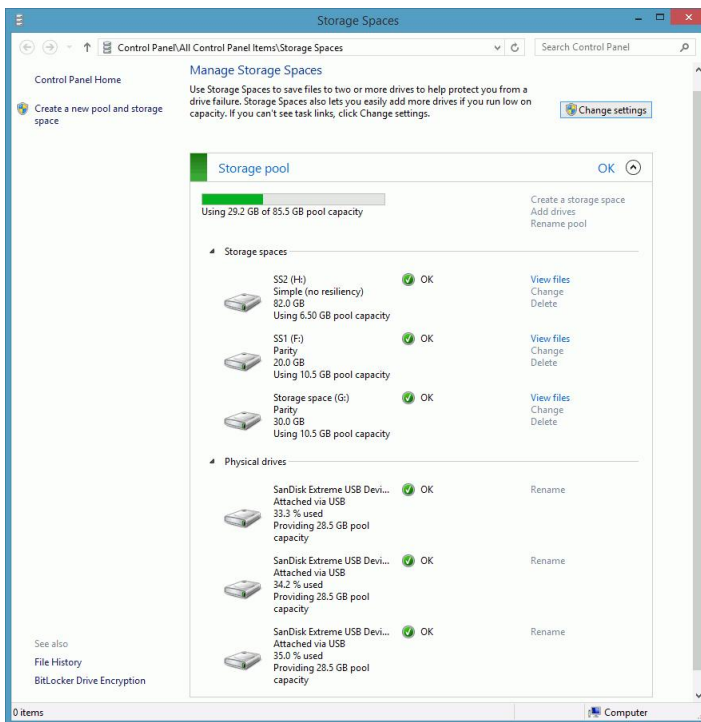 Storage Spaces
Control Panel\All Control Panel Items\Storage Spaces
Search Control Panel
Control Panel Home
Create a new pool and storage
space
Manage Storage Spaces
Use Storage Spaces to save files to two or more drives to help protect you from a
drive failure. Storage Spaces also lets you easily add more drives if you run low on
capacity. If you can't see task links, click Change settings.
Change settings
Storage pool
OK
Using 29.2 GB of 85.5 GB pool capacity
Create a storage space
Add drives
Rename pool
Storage spaces
SS2 (H:)
Simple (no resiliency)
82.0 GB
Using 6.50 GB pool capacity
OK
View files
Change
Delete
SS1 (F:)
Parity
20.0 GB
Using 10.5 GB pool capacity
OK
View files
Change
Delete
Storage space (G:)
Parity
30.0 GB
Using 10.5 GB pool capacity
OK
View files
Change
Delete
Physical drives
SanDisk Extreme USB Devi...
Attached via USB
33.3 % used
Providing 28.5 GB pool
capacity
OK
Rename
SanDisk Extreme USB Devi...
Attached via USB
34.2 % used
Providing 28.5 GB pool
capacity
OK
Rename
SanDisk Extreme USB Devi...
Attached via USB
35.0 % used
Providing 28.5 GB pool
capacity
OK
Rename
See also
File History
BitLocker Drive Encryption
0 items
Computer